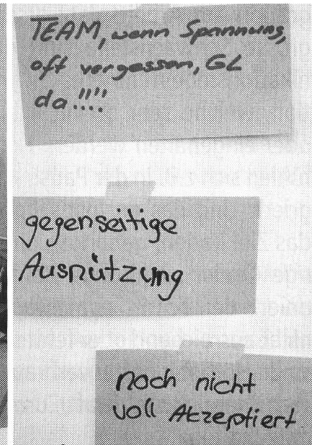 TEAM, wenn Spannung,
oft vergessen, GL
da!!!!
gegenseitige
Ausnützung
noch nicht
voll Akzeptiert